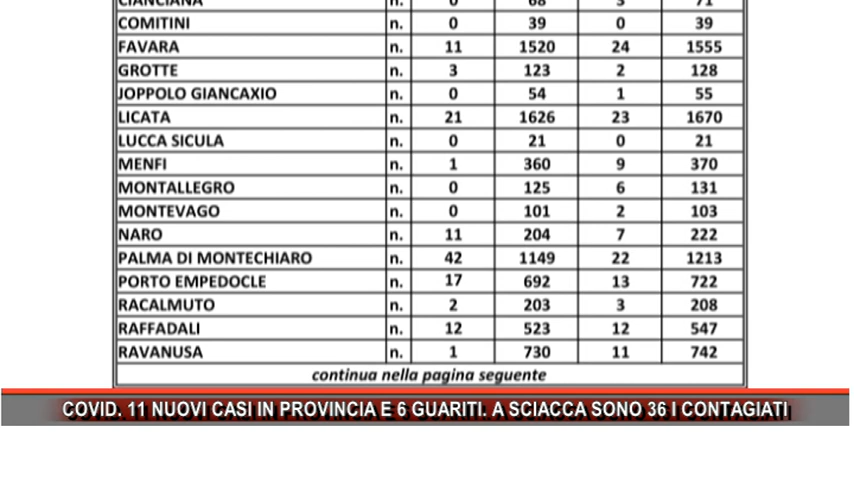 CIANCIANA n. 0 68 3 71
COMITINI n. 0 39 0 39
FAVARA n. 11 1520 24 1555
GROTTE n. 3 123 2 128
JOPPOLO GIANCAXIO n. 0 54 1 55
LICATA n. 21 1626 23 1670
LUCCA SICULA n. 0 21 0 21
MENFI n. 1 360 9 370
MONTALLEGRO n. 0 125 6 131
MONTEVAGO n. 0 101 2 103
NARO n. 11 204 7 222
PALMA DI MONTECHIARO n. 42 1149 22 1213
PORTO EMPEDOCLE n. 17 692 13 722
RACALMUTO n. 2 203 3 208
RAFFADALI n. 12 523 12 547
RAVANUSA n. 1 730 11 742
continua nella pagina seguente
COVID. 11 NUOVI CASI IN PROVINCIA E 6 GUARITI. A SCIACCA SONO 36 I CONTAGIATI